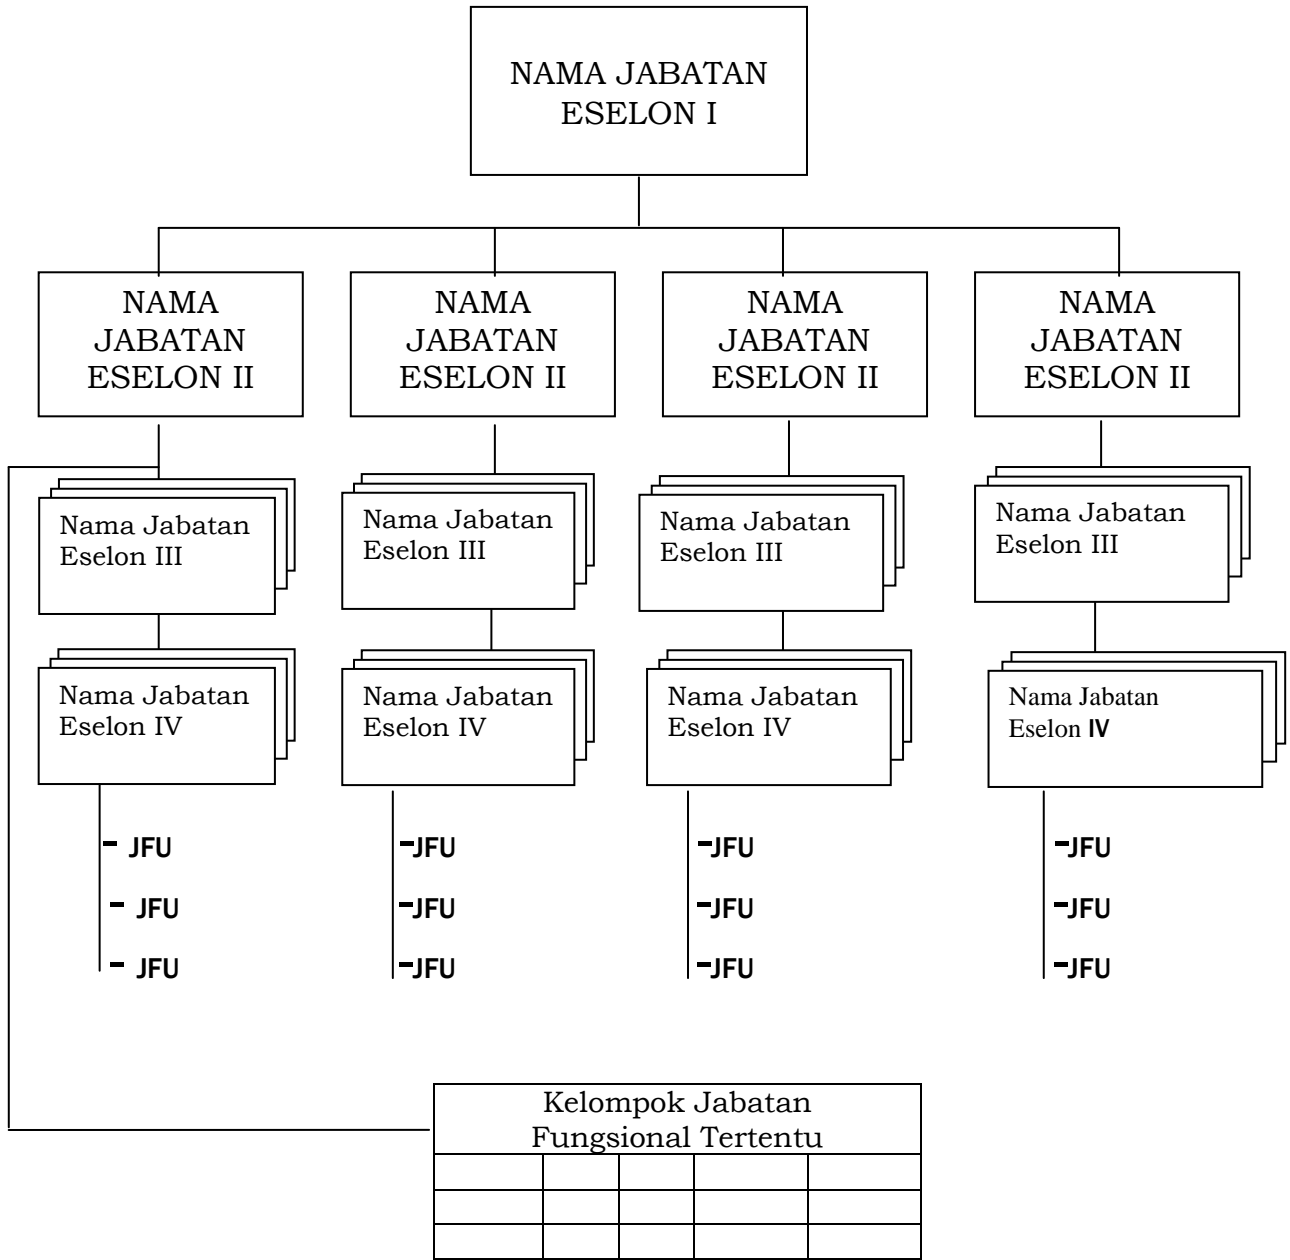 NAMA JABATAN
ESELON I
NAMA
JABATAN
ESELON II
NAMA
JABATAN
ESELON II
NAMA
JABATAN
ESELON II
NAMA
JABATAN
ESELON II
Nama Jabatan
Eselon III
Nama Jabatan
Eselon III
Nama Jabatan
Eselon III
Nama Jabatan
Eselon III
Nama Jabatan
Eselon IV
Nama Jabatan
Eselon IV
Nama Jabatan
Eselon IV
Nama Jabatan
Eselon IV
- JFU
- JFU
- JFU
-JFU
-JFU
-JFU
-JFU
-JFU
-JFU
-JFU
-JFU
-JFU
Kelompok Jabatan
Fungsional Tertentu